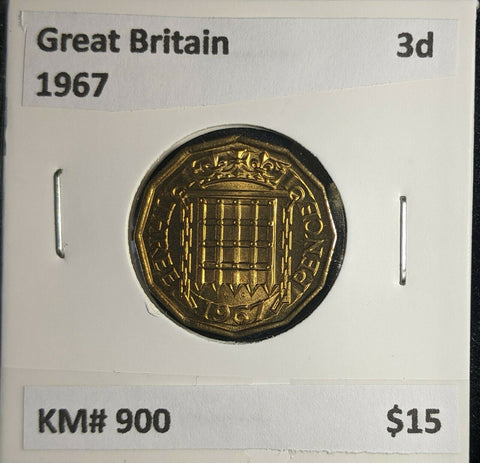 Great Britain 3d
1967
THREE PENCE
1967
KM# 900 $15